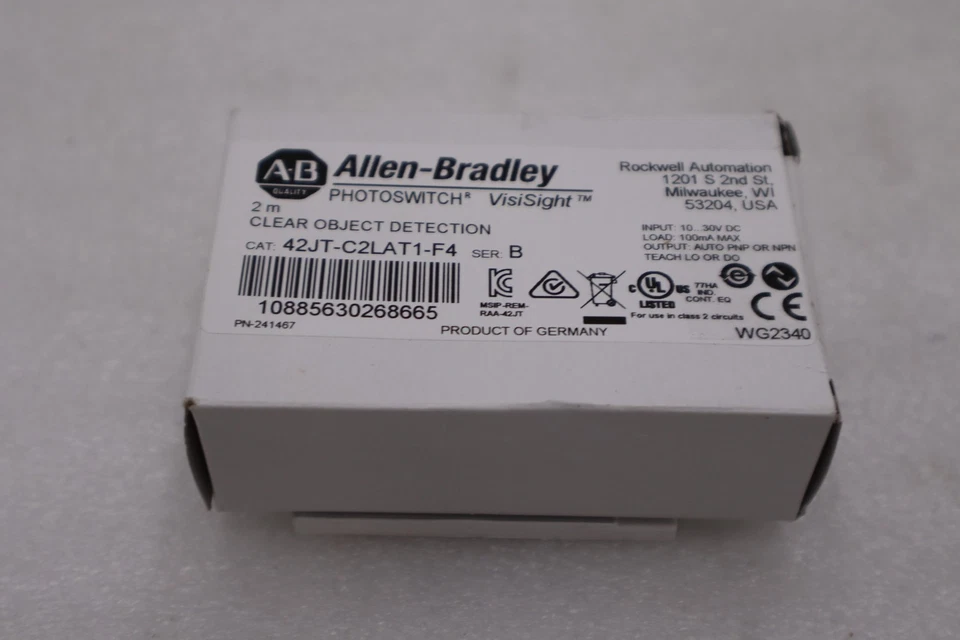 A-B
QUALITY
Allen-Bradley
PHOTOSWITCH® VisiSight™
2 m
CLEAR OBJECT DETECTION
CAT: 42JT-C2LAT1-F4 SER: B
10885630268665
PN-241467
Rockwell Automation
1201 S 2nd St.
Milwaukee, WI
53204, USA
INPUT: 10...30V DC
LOAD: 100mA MAX
OUTPUT: AUTO PNP OR NPN
TEACH LO OR DO
MSIP-REM-
RAA-42JT
C UL US
LISTED
77HA
IND.
CONT. EQ
For use in class 2 circuits
CE
PRODUCT OF GERMANY
WG2340